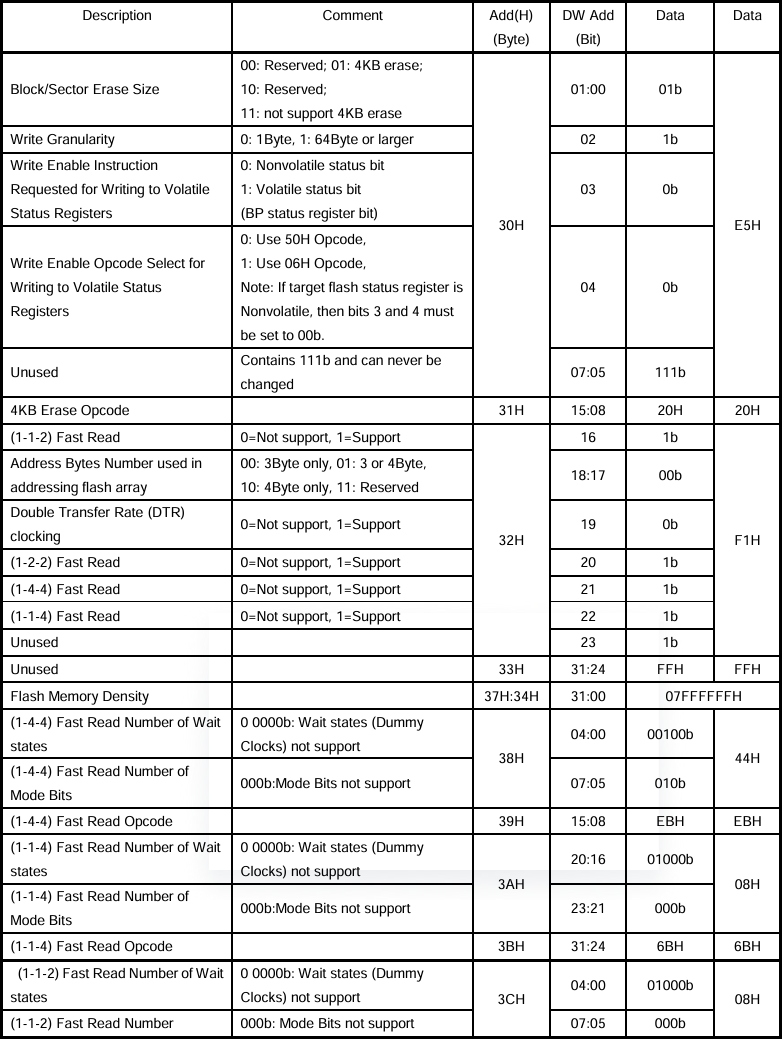 Description Comment Add(H) DW Add Data Data
(Byte) (Bit)
Block/Sector Erase Size
00: Reserved; 01: 4KB erase;
10: Reserved;
11: not support 4KB erase
30H
01:00 01b
E5H
Write Granularity 0: 1Byte, 1: 64Byte or larger 02 1b
Write Enable Instruction
Requested for Writing to Volatile
Status Registers
0: Nonvolatile status bit
1: Volatile status bit
(BP status register bit)
03 0b
Write Enable Opcode Select for
Writing to Volatile Status
Registers
0: Use 50H Opcode,
1: Use 06H Opcode,
Note: If target flash status register is
Nonvolatile, then bits 3 and 4 must
be set to 00b.
04 0b
Unused
Contains 111b and can never be
changed
07:05 111b
4KB Erase Opcode 31H 15:08 20H 20H
(1-1-2) Fast Read 0=Not support, 1=Support
32H
16 1b
F1H
Address Bytes Number used in
addressing flash array
00: 3Byte only, 01: 3 or 4Byte,
10: 4Byte only, 11: Reserved
18:17 00b
Double Transfer Rate (DTR)
clocking
0=Not support, 1=Support 19 0b
(1-2-2) Fast Read 0=Not support, 1=Support 20 1b
(1-4-4) Fast Read 0=Not support, 1=Support 21 1b
(1-1-4) Fast Read 0=Not support, 1=Support 22 1b
Unused 23 1b
Unused 33H 31:24 FFH FFH
Flash Memory Density 37H:34H 31:00 07FFFFFFH
(1-4-4) Fast Read Number of Wait
states
0 0000b: Wait states (Dummy
Clocks) not support
38H
04:00 00100b
44H
(1-4-4) Fast Read Number of
Mode Bits
000b:Mode Bits not support 07:05 010b
(1-4-4) Fast Read Opcode 39H 15:08 EBH EBH
(1-1-4) Fast Read Number of Wait
states
0 0000b: Wait states (Dummy
Clocks) not support
3AH
20:16 01000b
08H
(1-1-4) Fast Read Number of
Mode Bits
000b:Mode Bits not support 23:21 000b
(1-1-4) Fast Read Opcode 3BH 31:24 6BH 6BH
(1-1-2) Fast Read Number of Wait
states
0 0000b: Wait states (Dummy
Clocks) not support
3CH
04:00 01000b
08H
(1-1-2) Fast Read Number 000b: Mode Bits not support 07:05 000b